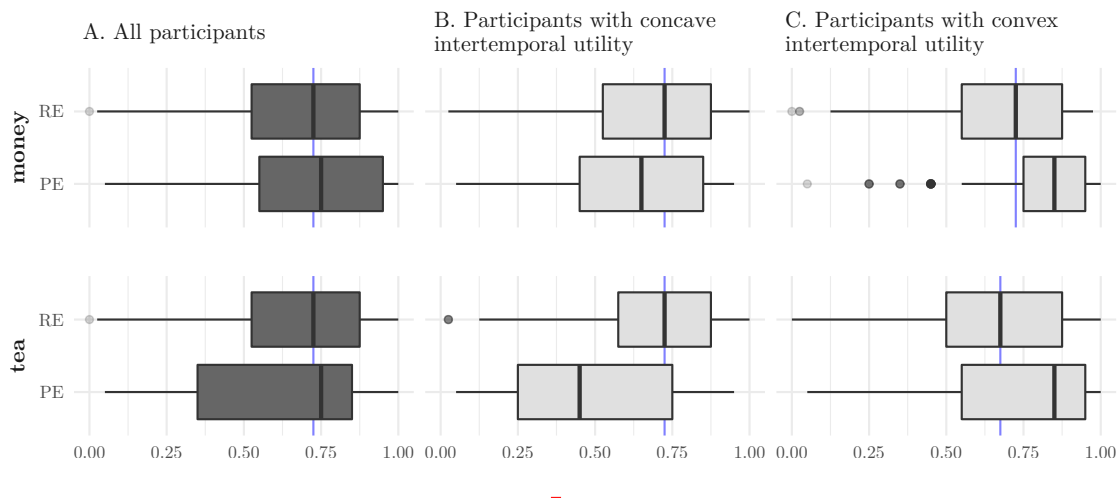 A. All participants
B. Participants with concave
intertemporal utility
C. Participants with convex
intertemporal utility
money
RE
PE
tea
RE
PE
0.00 0.25 0.50 0.75 1.00 0.00 0.25 0.50 0.75 1.00 0.00 0.25 0.50 0.75 1.00